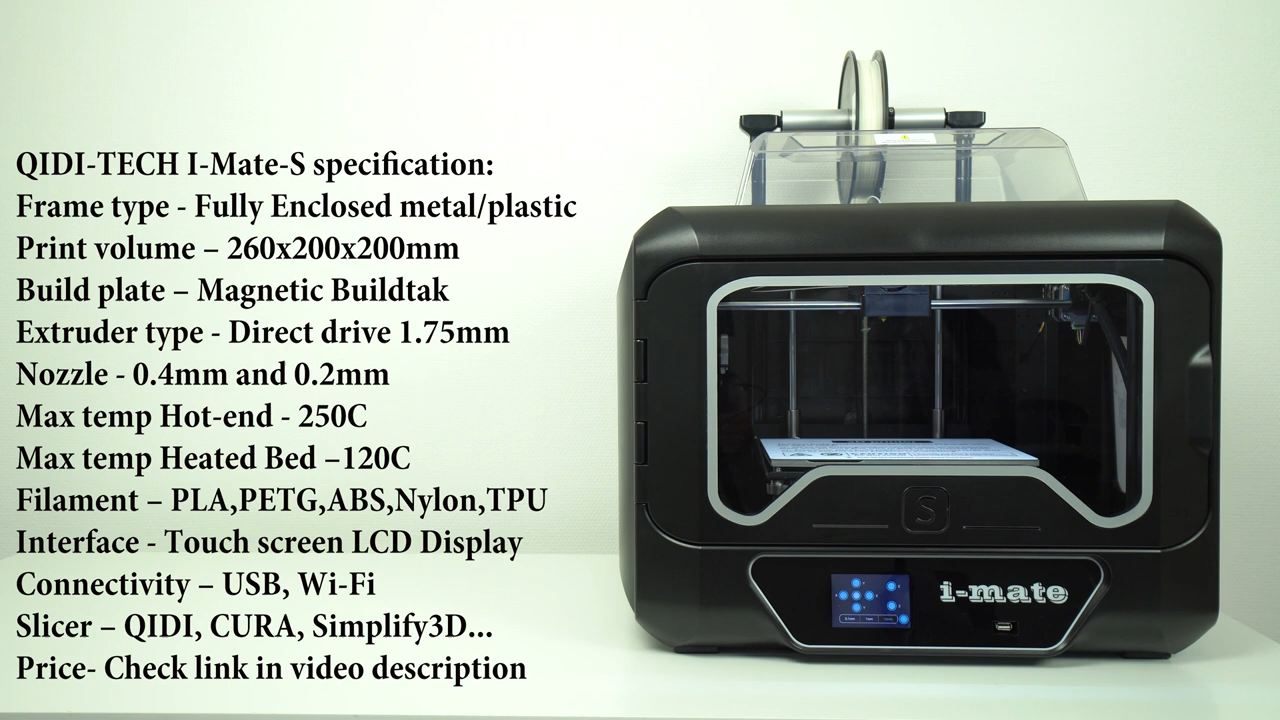 QIDI-TECH I-Mate-S specification:
Frame type - Fully Enclosed metal/plastic
Print volume – 260x200x200mm
Build plate – Magnetic Buildtak
Extruder type - Direct drive 1.75mm
Nozzle - 0.4mm and 0.2mm
Max temp Hot-end - 250C
Max temp Heated Bed –120C
Filament – PLA,PETG,ABS,Nylon,TPU
Interface - Touch screen LCD Display
Connectivity – USB, Wi-Fi
Slicer – QIDI, CURA, Simplify3D...
Price- Check link in video description
S
i-mate